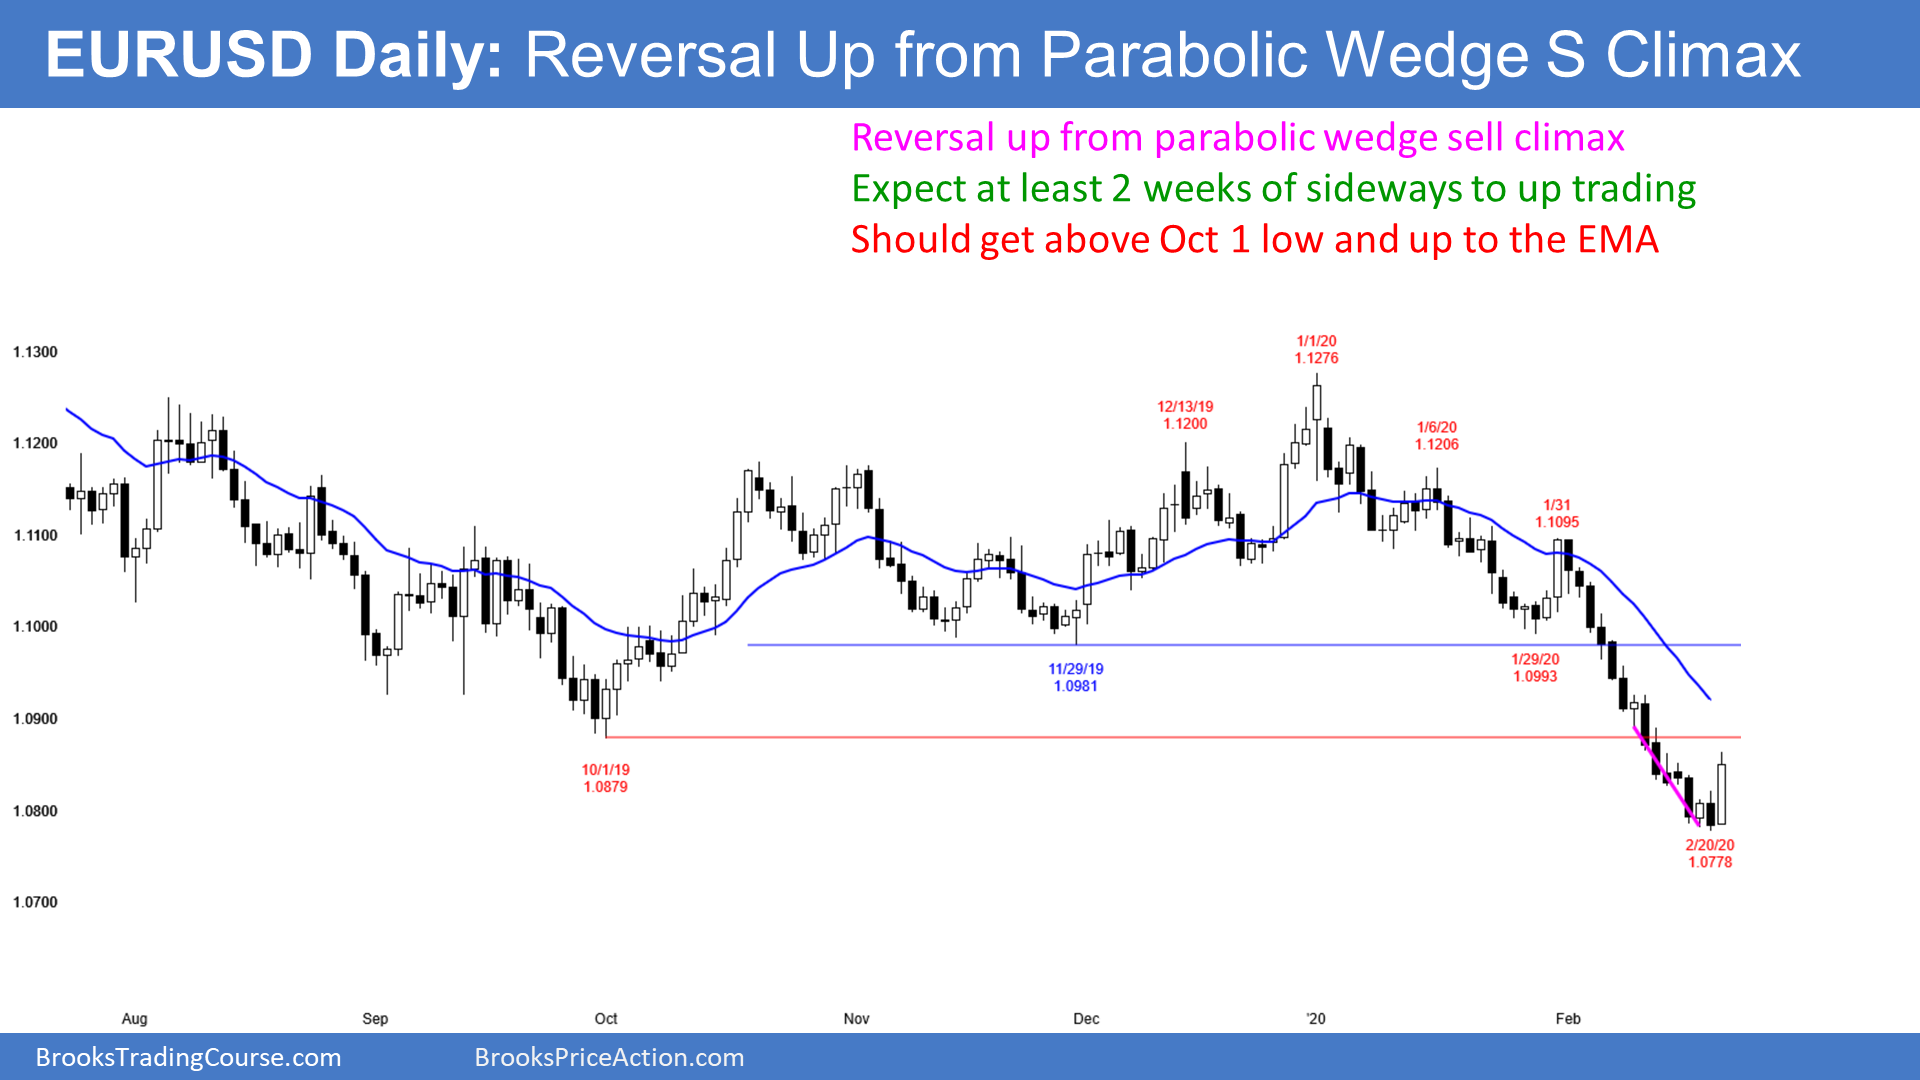 EURUSD Daily: Reversal Up from Parabolic Wedge S Climax
Reversal up from parabolic wedge sell climax
Expect at least 2 weeks of sideways to up trading
Should get above Oct 1 low and up to the EMA
1.1300
1.1200
1.1100
1.1000
1.0900
1.0800
1.0700
10/1/19
1.0879
11/29/19
1.0981
12/13/19
1.1200
1/1/20
1.1276
1/6/20
1.1206
1/29/20
1.0993
1/31
1.1095
2/20/20
1.0778
Aug
Sep
Oct
Nov
Dec
'20
Feb
BrooksTradingCourse.com
BrooksPriceAction.com